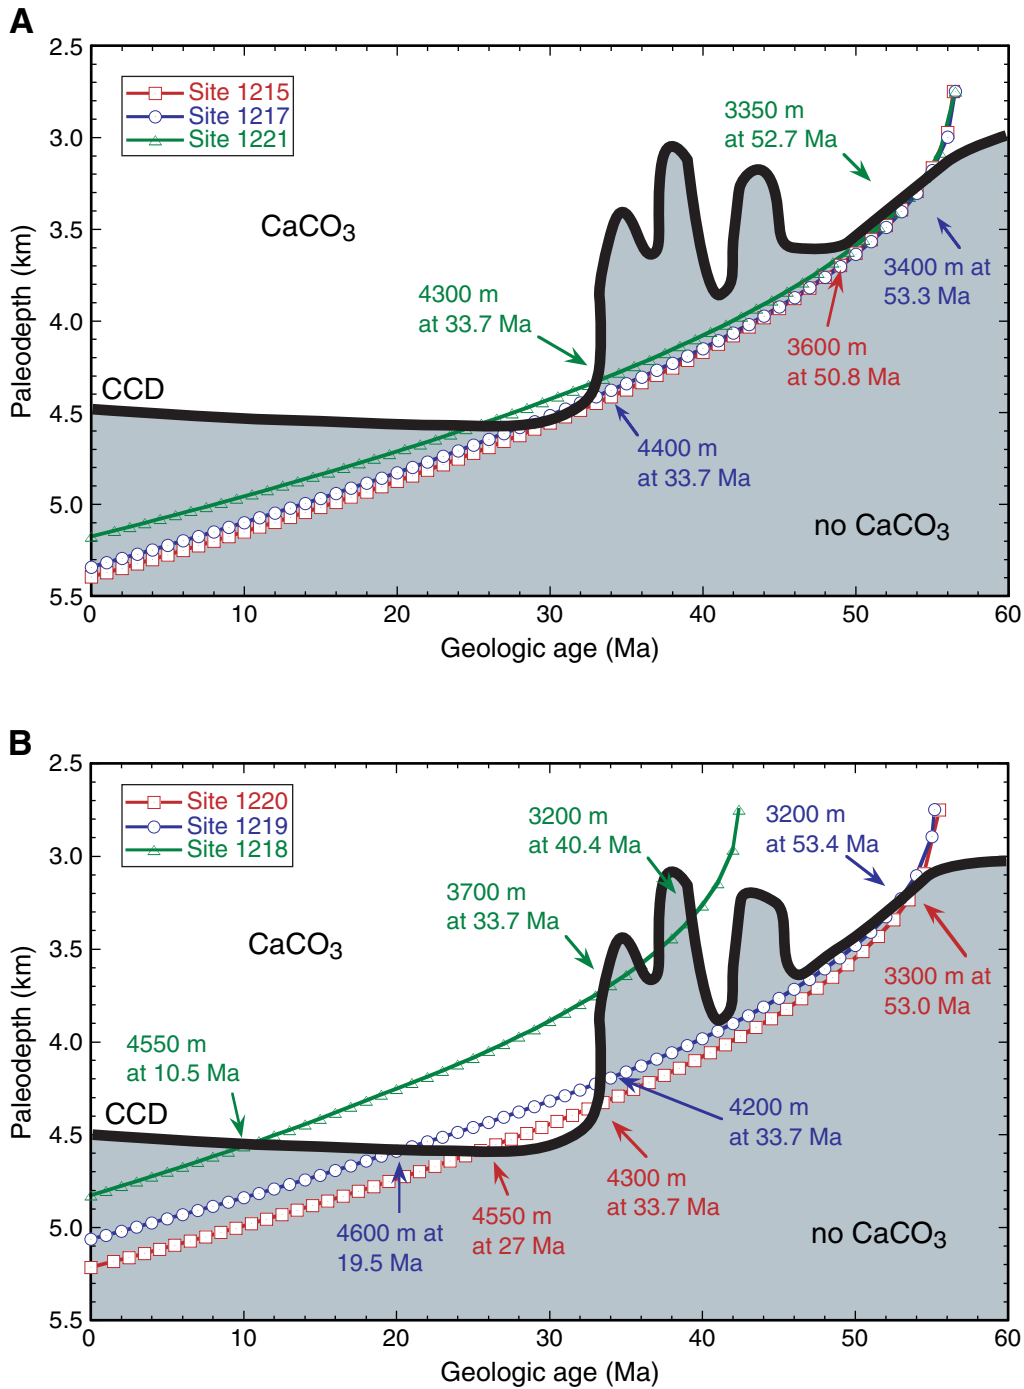 A
2.5
3.0
3.5
4.0
4.5
5.0
5.5
Paleodepth (km)
Site 1215
Site 1217
Site 1221
CaCO3
3350 m
at 52.7 Ma
4300 m
at 33.7 Ma
3400 m at
53.3 Ma
3600 m
at 50.8 Ma
CCD
4400 m
at 33.7 Ma
no CaCO3
0 10 20 30 40 50 60
Geologic age (Ma)
B
2.5
3.0
3.5
4.0
4.5
5.0
5.5
Paleodepth (km)
Site 1220
Site 1219
Site 1218
3200 m
at 40.4 Ma
3200 m
at 53.4 Ma
3700 m
at 33.7 Ma
CaCO3
3300 m at
53.0 Ma
4550 m
at 10.5 Ma
CCD
4200 m
at 33.7 Ma
4300 m
at 33.7 Ma
4600 m at
19.5 Ma
4550 m
at 27 Ma
no CaCO3
0 10 20 30 40 50 60
Geologic age (Ma)